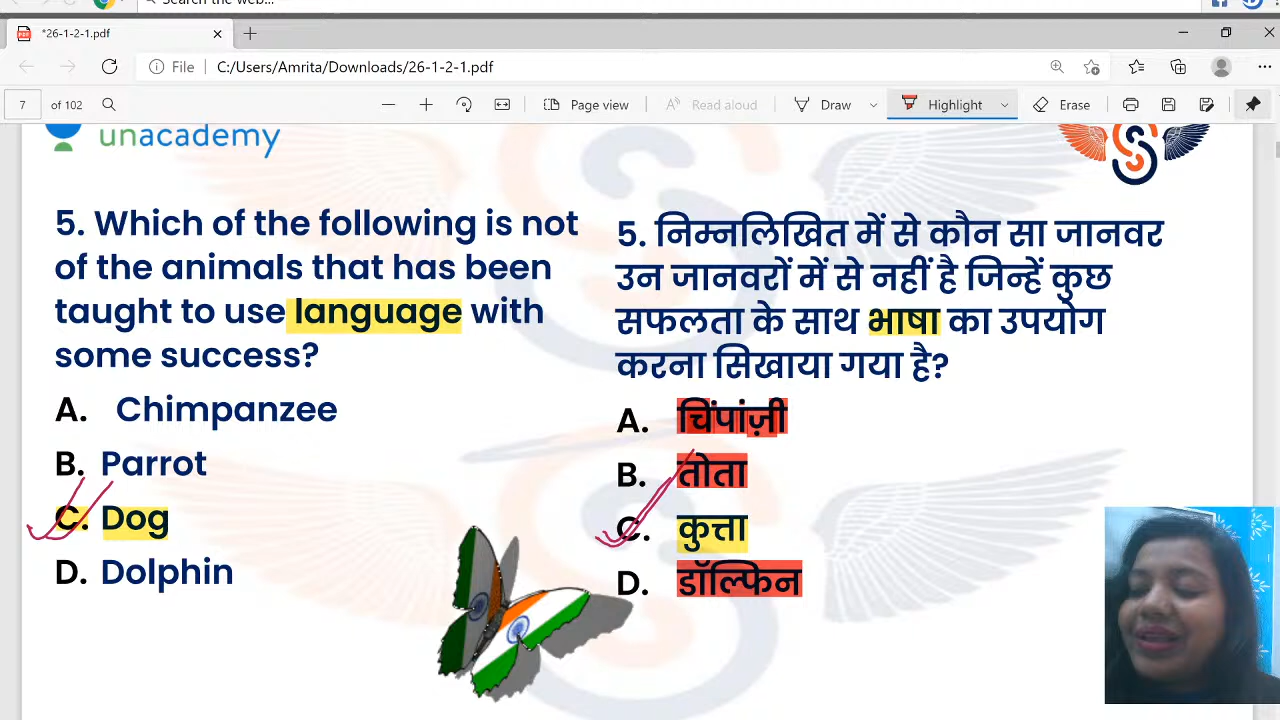 Search the web...
*26-1-2-1.pdf
File C:/Users/Amrita/Downloads/26-1-2-1.pdf
7 of 102 Page view Read aloud Draw Highlight Erase
unacademy
5. Which of the following is not
of the animals that has been
taught to use language with
some success?
A. Chimpanzee
B. Parrot
C. Dog
D. Dolphin
5. निम्नलिखित में से कौन सा जानवर
उन जानवरों में से नहीं है जिन्हें कुछ
सफलता के साथ भाषा का उपयोग
करना सिखाया गया है?
A. चिंपांज़ी
B. तोता
C. कुत्ता
D. डॉल्फिन